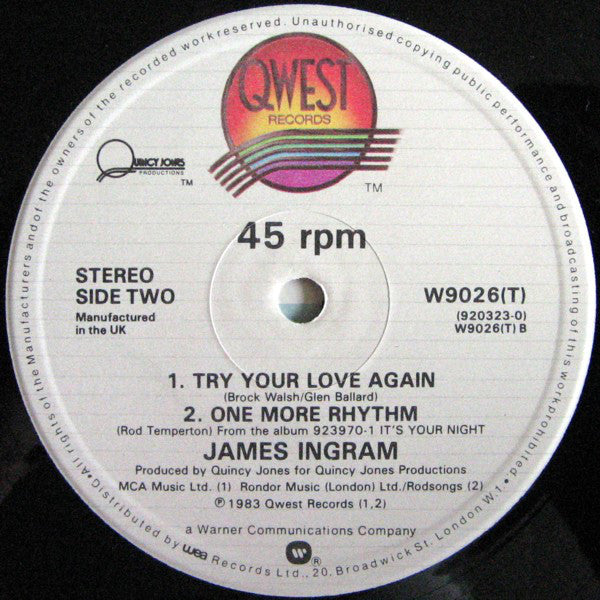 QWEST
RECORDS
TM
QUINCY JONES
PRODUCTIONS
TM
45 rpm
STEREO
SIDE TWO
Manufactured
in the UK
W9026(T)
(920323-0)
W9026(T) B
1. TRY YOUR LOVE AGAIN
(Brock Walsh/Glen Ballard)
2. ONE MORE RHYTHM
(Rod Temperton) From the album 923970-1 IT'S YOUR NIGHT
JAMES INGRAM
Produced by Quincy Jones for Quincy Jones Productions
MCA Music Ltd. (1) Rondor Music (London) Ltd./Rodsongs (2)
℗ 1983 Qwest Records (1,2)
a Warner Communications Company
®
All rights of the Manufacturers and of the owners of the recorded work reserved. Unauthorised copying public performance and broadcasting of this work prohibited
Distributed by wea Records Ltd., 20, Broadwick St. London W.1.